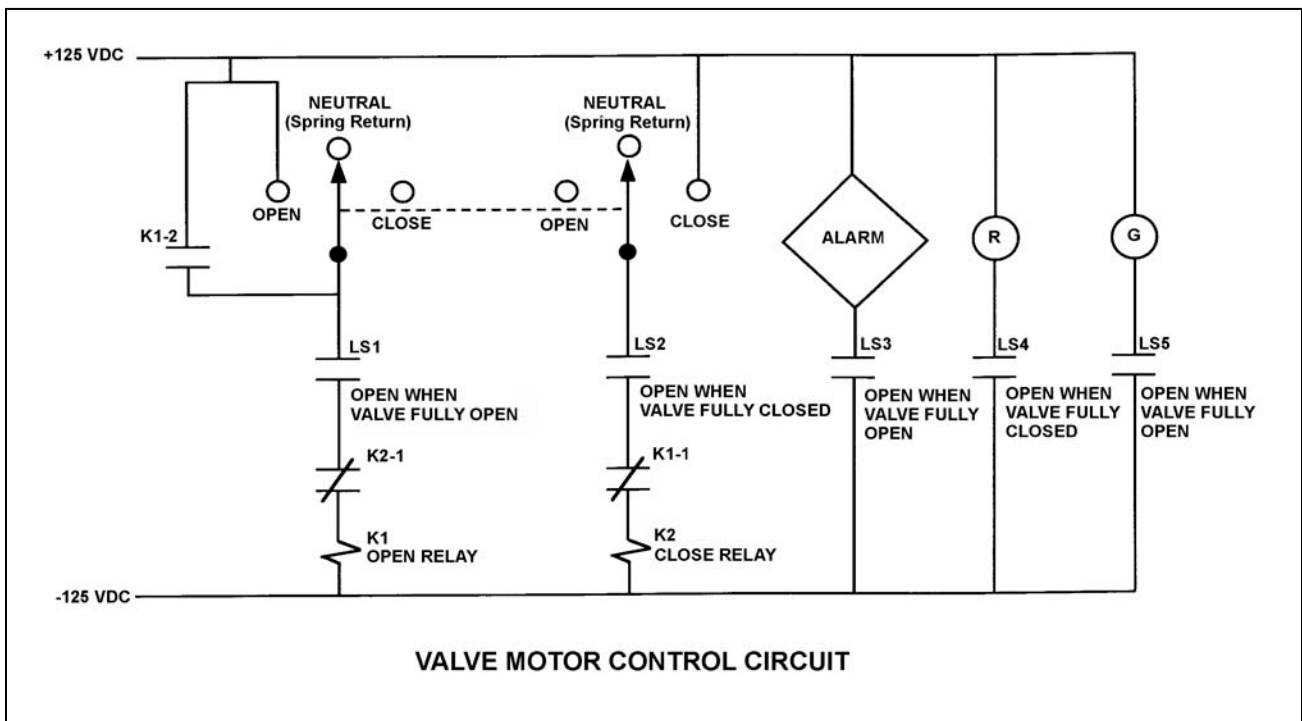 +125 VDC
NEUTRAL
(Spring Return)
NEUTRAL
(Spring Return)
OPEN
CLOSE
OPEN
CLOSE
K1-2
ALARM
R
G
LS1
OPEN WHEN
VALVE FULLY OPEN
LS2
OPEN WHEN
VALVE FULLY CLOSED
LS3
OPEN WHEN
VALVE FULLY
OPEN
LS4
OPEN WHEN
VALVE FULLY
CLOSED
LS5
OPEN WHEN
VALVE FULLY
OPEN
K2-1
K1-1
K1
OPEN RELAY
K2
CLOSE RELAY
-125 VDC
VALVE MOTOR CONTROL CIRCUIT